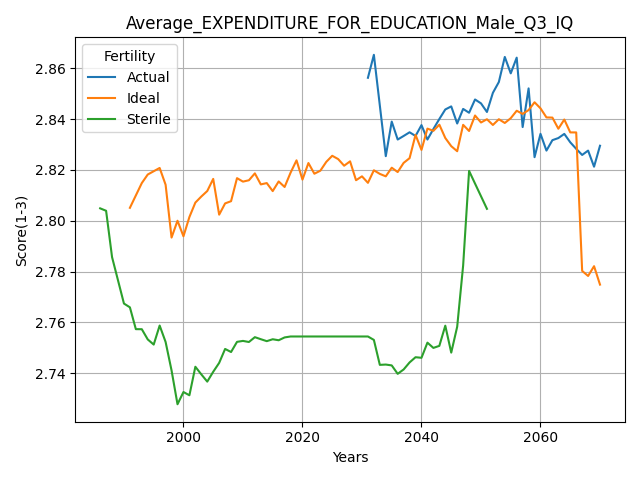 Average_EXPENDITURE_FOR_EDUCATION_Male_Q3_IQ
Fertility
Actual
Ideal
Sterile
Score(1-3)
2.86
2.84
2.82
2.80
2.78
2.76
2.74
2000
2020
2040
2060
Years